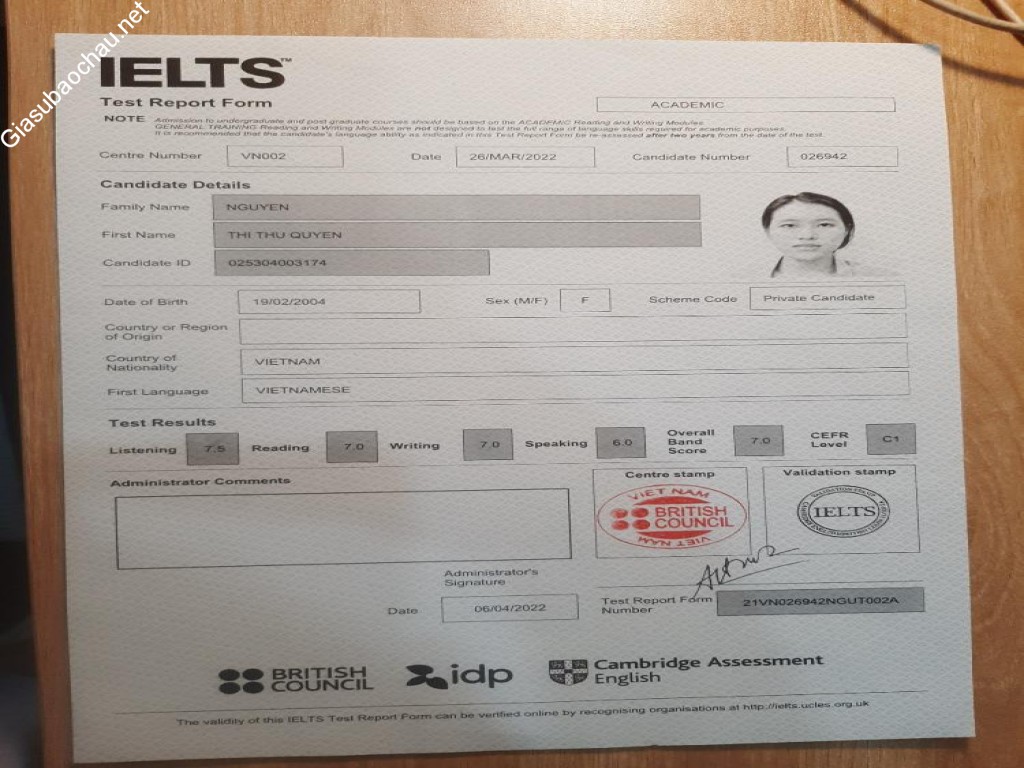 Giasubaochau.net
IELTS™
Test Report Form
ACADEMIC
NOTE Admission to undergraduate and post graduate courses should be based on the ACADEMIC Reading and Writing Modules.
GENERAL TRAINING Reading and Writing Modules are not designed to test the full range of language skills required for academic purposes.
It is recommended that the candidate's language ability as indicated in this Test Report Form be re-assessed after two years from the date of the test.
Centre Number VN002 Date 26/MAR/2022 Candidate Number 026942
Candidate Details
Family Name NGUYEN
First Name THI THU QUYEN
Candidate ID 025304003174
Date of Birth 19/02/2004 Sex (M/F) F Scheme Code Private Candidate
Country or Region
of Origin
Country of
Nationality VIETNAM
First Language VIETNAMESE
Test Results
Listening 7.5 Reading 7.0 Writing 7.0 Speaking 6.0 Overall Band Score 7.0 CEFR Level C1
Administrator Comments
Centre stamp
VIET NAM
BRITISH
COUNCIL
VIET NAM
Validation stamp
IELTS
Administrator's
Signature
Date 06/04/2022
Test Report Form
Number 21VN026942NGUT002A
BRITISH
COUNCIL
idp
Cambridge Assessment
English
The validity of this IELTS Test Report Form can be verified online by recognising organisations at http://ielts.ucles.org.uk